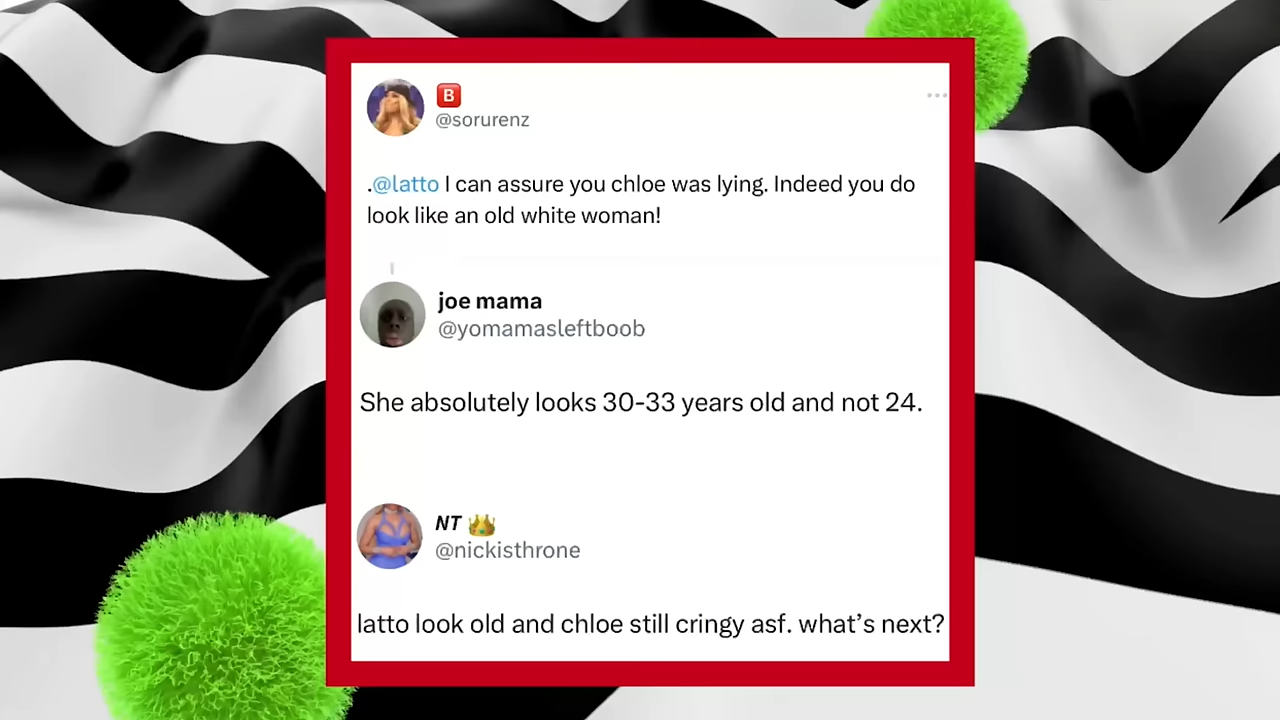 B
@sorurenz
.@latto I can assure you chloe was lying. Indeed you do
look like an old white woman!
joe mama
@yomamasleftboob
She absolutely looks 30-33 years old and not 24.
NT 👑
@nickisthrone
latto look old and chloe still cringy asf. what’s next?